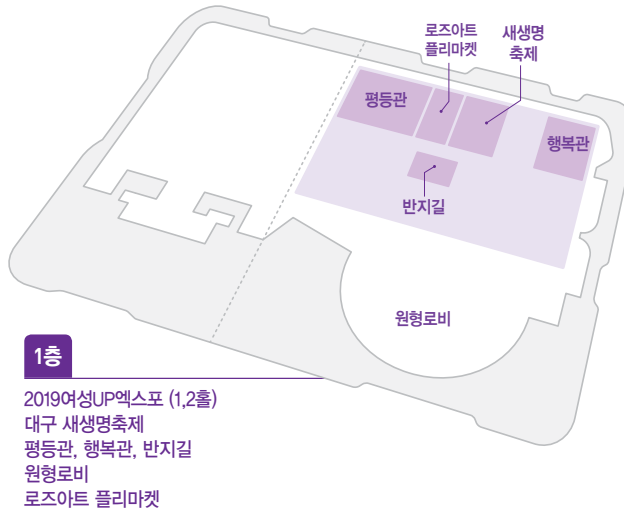 로즈아트
플리마켓
새생명
축제
평등관
행복관
반지길
원형로비
1층
2019여성UP엑스포 (1,2홀)
대구 새생명축제
평등관, 행복관, 반지길
원형로비
로즈아트 플리마켓